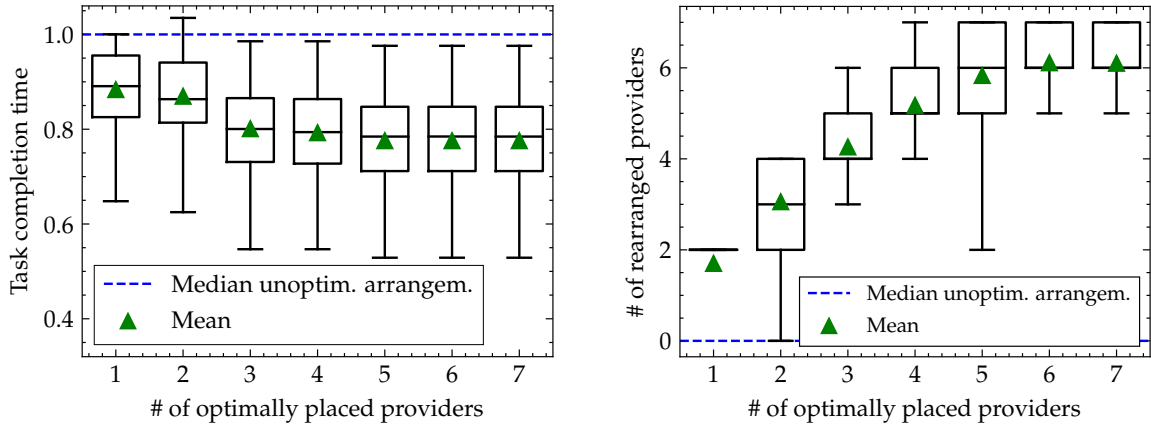 Task completion time
1.0
0.8
0.6
0.4
Median unoptim. arrangem.
Mean
1 2 3 4 5 6 7
# of optimally placed providers
# of rearranged providers
6
4
2
0
Median unoptim. arrangem.
Mean
1 2 3 4 5 6 7
# of optimally placed providers